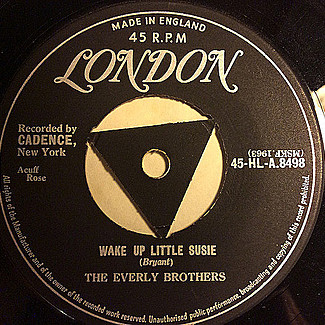 MADE IN ENGLAND
45 R.P.M
LONDON
Recorded by
CADENCE,
New York
Acuff
Rose
(MSKF.1963)
45-HL-A.8498
WAKE UP LITTLE SUSIE
(Bryant)
THE EVERLY BROTHERS
All rights of the Manufacturers and of the owner of the recorded work reserved. Unauthorised public performance, broadcasting and copying of this record prohibited.